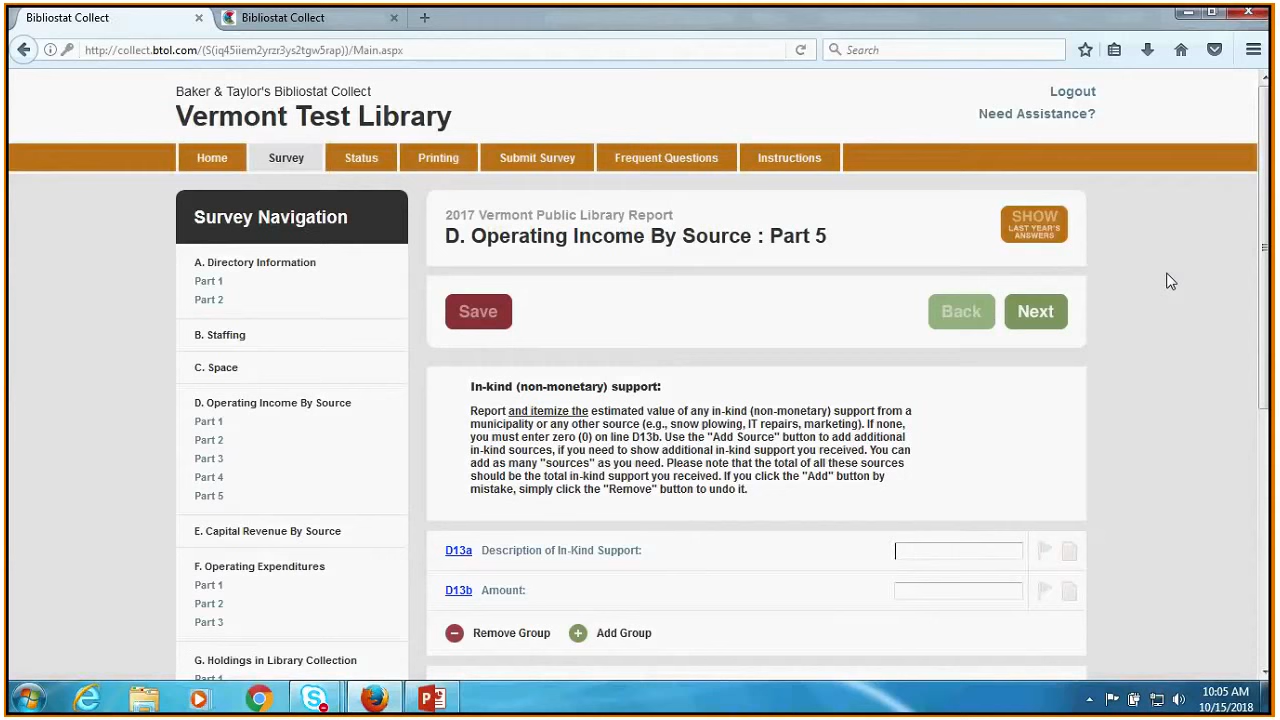 Bibliostat Collect
Bibliostat Collect
http://collect.btol.com/(S(iq45iiem2yrzr3ys2tgw5rap))/Main.aspx
Search
Baker & Taylor's Bibliostat Collect
Logout
Vermont Test Library
Need Assistance?
Home
Survey
Status
Printing
Submit Survey
Frequent Questions
Instructions
Survey Navigation
A. Directory Information
Part 1
Part 2
B. Staffing
C. Space
D. Operating Income By Source
Part 1
Part 2
Part 3
Part 4
Part 5
E. Capital Revenue By Source
F. Operating Expenditures
Part 1
Part 2
Part 3
G. Holdings in Library Collection
Part 1
2017 Vermont Public Library Report
D. Operating Income By Source : Part 5
SHOW
LAST YEAR'S
ANSWERS
Save
Back
Next
In-kind (non-monetary) support:
Report and itemize the estimated value of any in-kind (non-monetary) support from a
municipality or any other source (e.g., snow plowing, IT repairs, marketing). If none,
you must enter zero (0) on line D13b. Use the "Add Source" button to add additional
in-kind sources, if you need to show additional in-kind support you received. You can
add as many "sources" as you need. Please note that the total of all these sources
should be the total in-kind support you received. If you click the "Add" button by
mistake, simply click the "Remove" button to undo it.
D13a Description of In-Kind Support:
D13b Amount:
Remove Group
Add Group
10:05 AM
10/15/2018